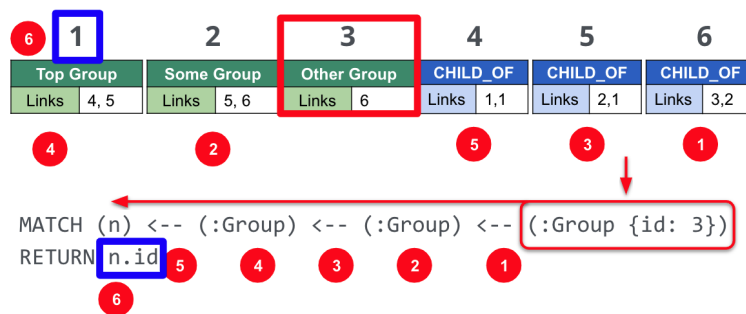 6 1 2 3 4 5 6
Top Group Some Group Other Group CHILD_OF CHILD_OF CHILD_OF
Links 4, 5 Links 5, 6 Links 6 Links 1,1 Links 2,1 Links 3,2
4 2 5 3 1
MATCH (n) <-- (:Group) <-- (:Group) <-- (:Group {id: 3})
RETURN n.id 5 4 3 2 1
6